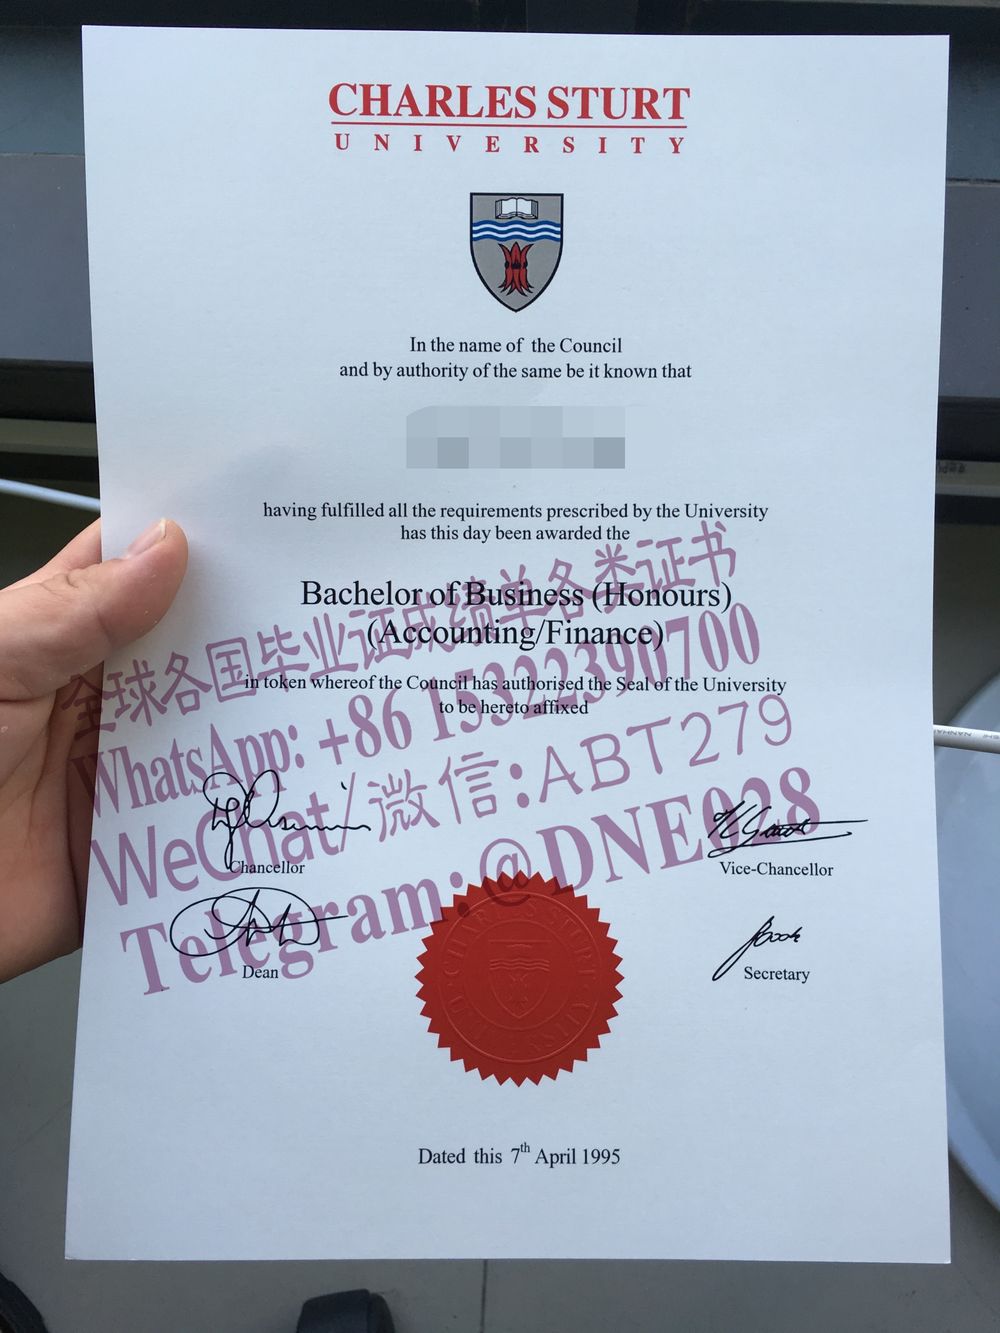 CHARLES STURT
UNIVERSITY
In the name of the Council
and by authority of the same be it known that
having fulfilled all the requirements prescribed by the University
has this day been awarded the
Bachelor of Business (Honours)
(Accounting/Finance)
in token whereof the Council has authorised the Seal of the University
to be hereto affixed
全球各国毕业证成绩单各类证书
WhatsApp: +86 15322390700
WeChat/微信:ABT279
Telegram:@DNE028
Chancellor
Vice-Chancellor
Dean
Secretary
CHARLES STURT
UNIVERSITY
Dated this 7th April 1995